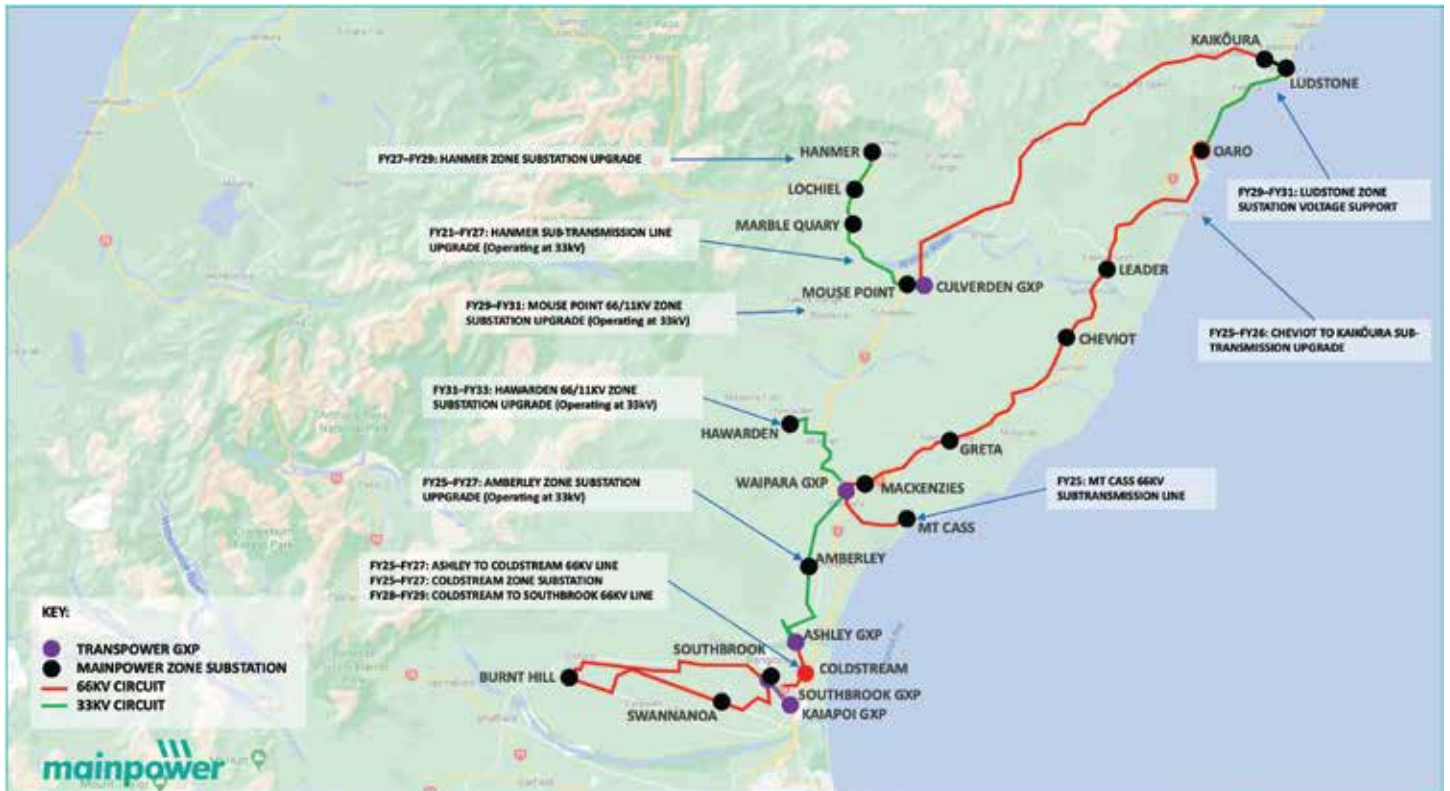 KAIKŌURA
LUDSTONE
FY27–FY29: HANMER ZONE SUBSTATION UPGRADE
HANMER
OARO
LOCHIEL
FY29–FY31: LUDSTONE ZONE
SUSTATION VOLTAGE SUPPORT
MARBLE QUARY
FY21–FY27: HANMER SUB-TRANSMISSION LINE
UPGRADE (Operating at 33kV)
LEADER
MOUSE POINT
CULVERDEN GXP
FY29–FY31: MOUSE POINT 66/11KV ZONE
SUBSTATION UPGRADE (Operating at 33kV)
CHEVIOT
FY25–FY26: CHEVIOT TO KAIKŌURA SUB-
TRANSMISSION UPGRADE
FY31–FY33: HAWARDEN 66/11KV ZONE
SUBSTATION UPGRADE (Operating at 33kV)
HAWARDEN
GRETA
WAIPARA GXP
MACKENZIES
FY25–FY27: AMBERLEY ZONE SUBSTATION
UPPGRADE (Operating at 33kV)
FY25: MT CASS 66KV
SUBTRANSMISSION LINE
MT CASS
AMBERLEY
FY25–FY27: ASHLEY TO COLDSTREAM 66KV LINE
FY25–FY27: COLDSTREAM ZONE SUBSTATION
FY28–FY29: COLDSTREAM TO SOUTHBROOK 66KV LINE
KEY:
TRANSPOWER GXP
MAINPOWER ZONE SUBSTATION
66KV CIRCUIT
33KV CIRCUIT
ASHLEY GXP
SOUTHBROOK
COLDSTREAM
BURNT HILL
SOUTHBROOK GXP
SWANNANOA
KAIAPOI GXP
mainpower